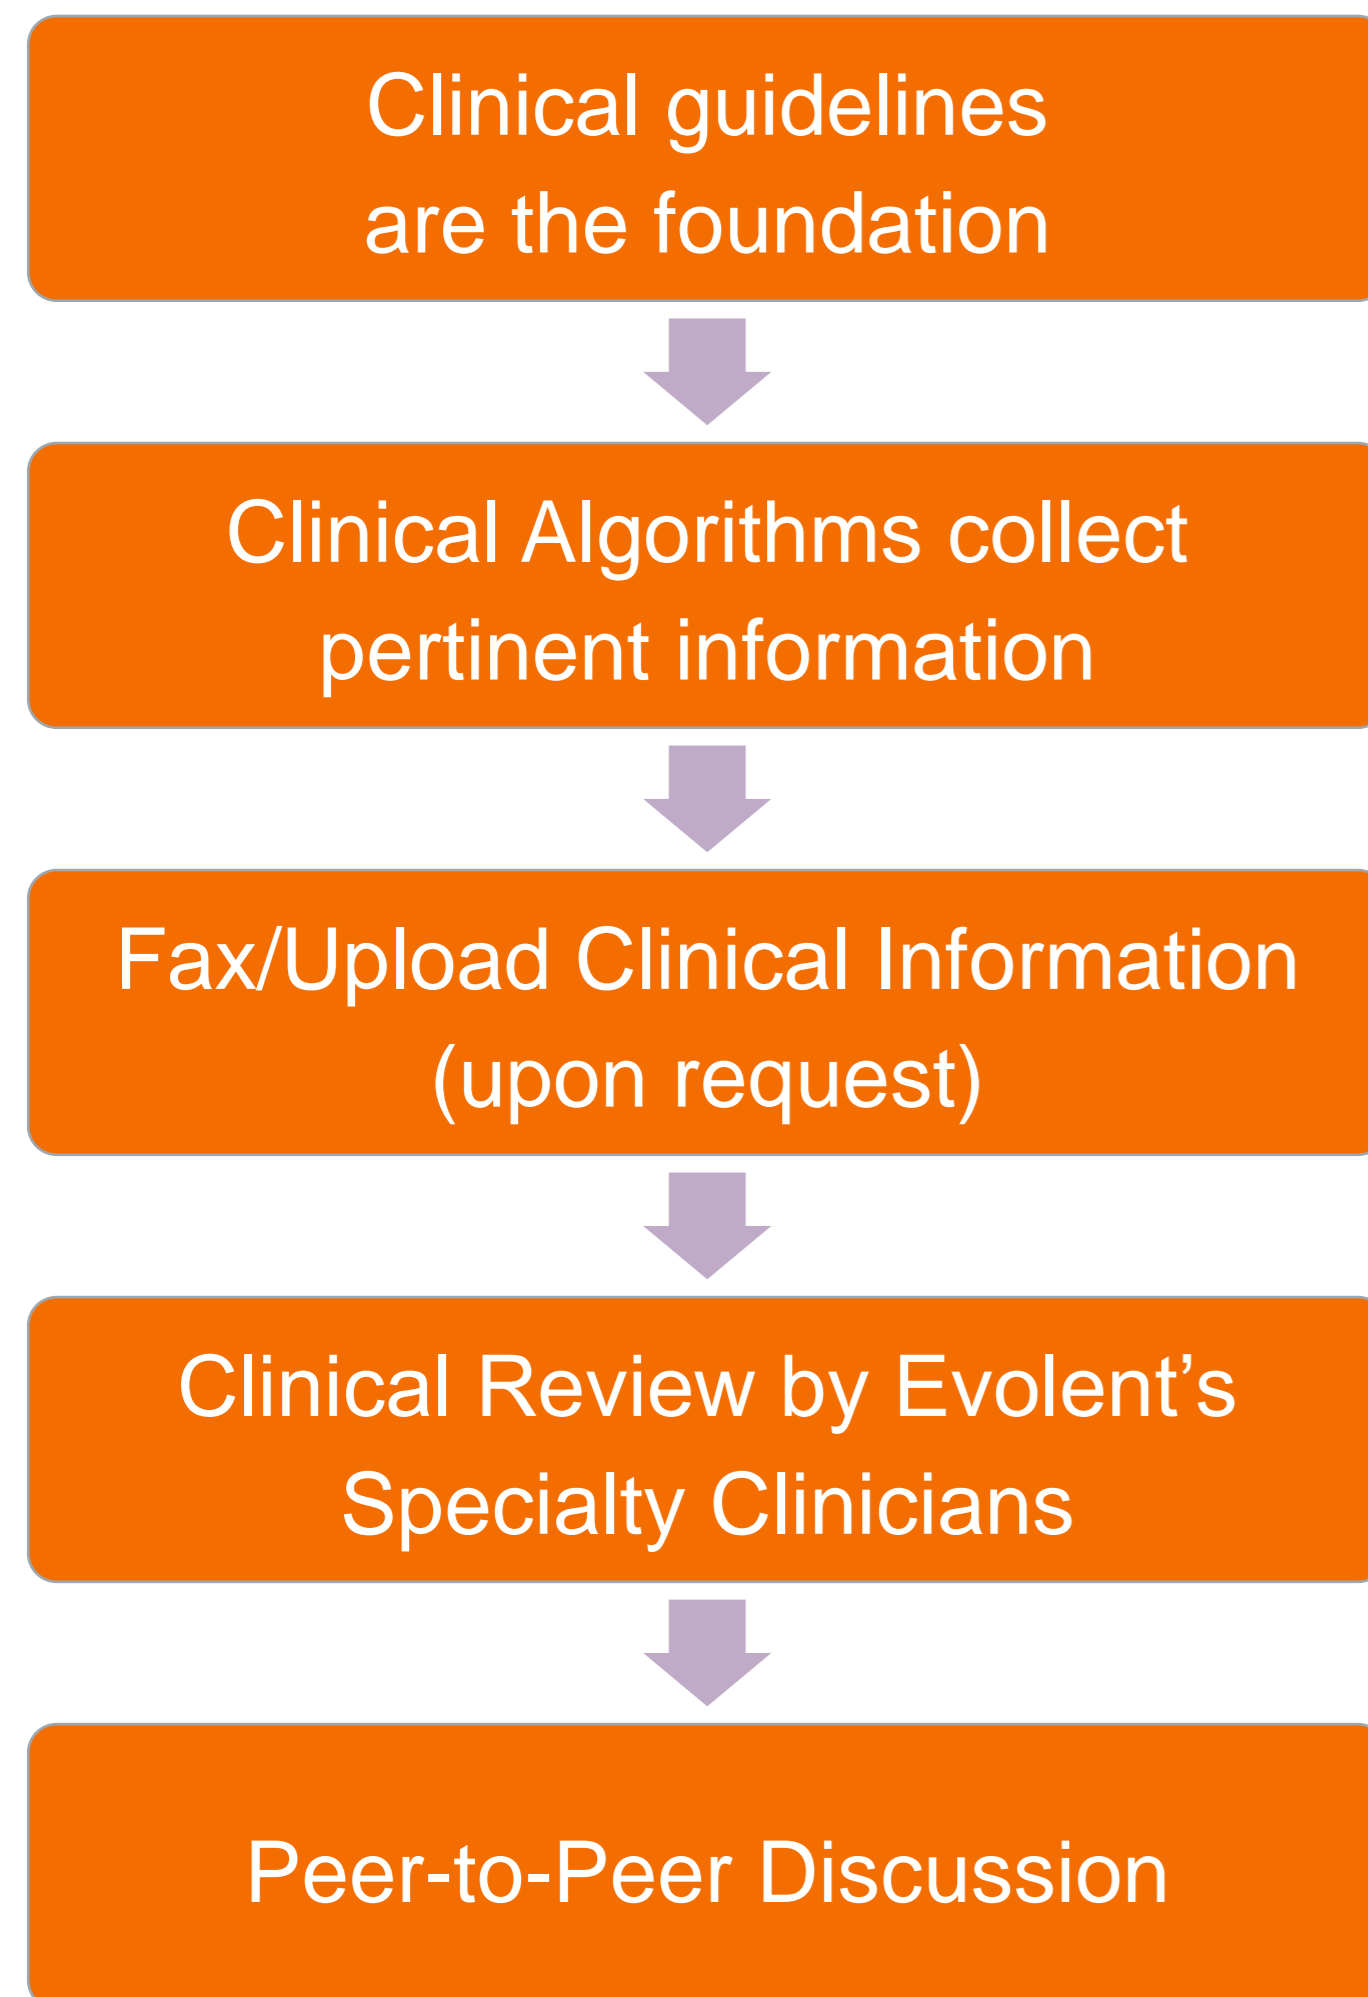 Clinical guidelines
are the foundation
Clinical Algorithms collect
pertinent information
Fax/Upload Clinical Information
(upon request)
Clinical Review by Evolent’s
Specialty Clinicians
Peer-to-Peer Discussion